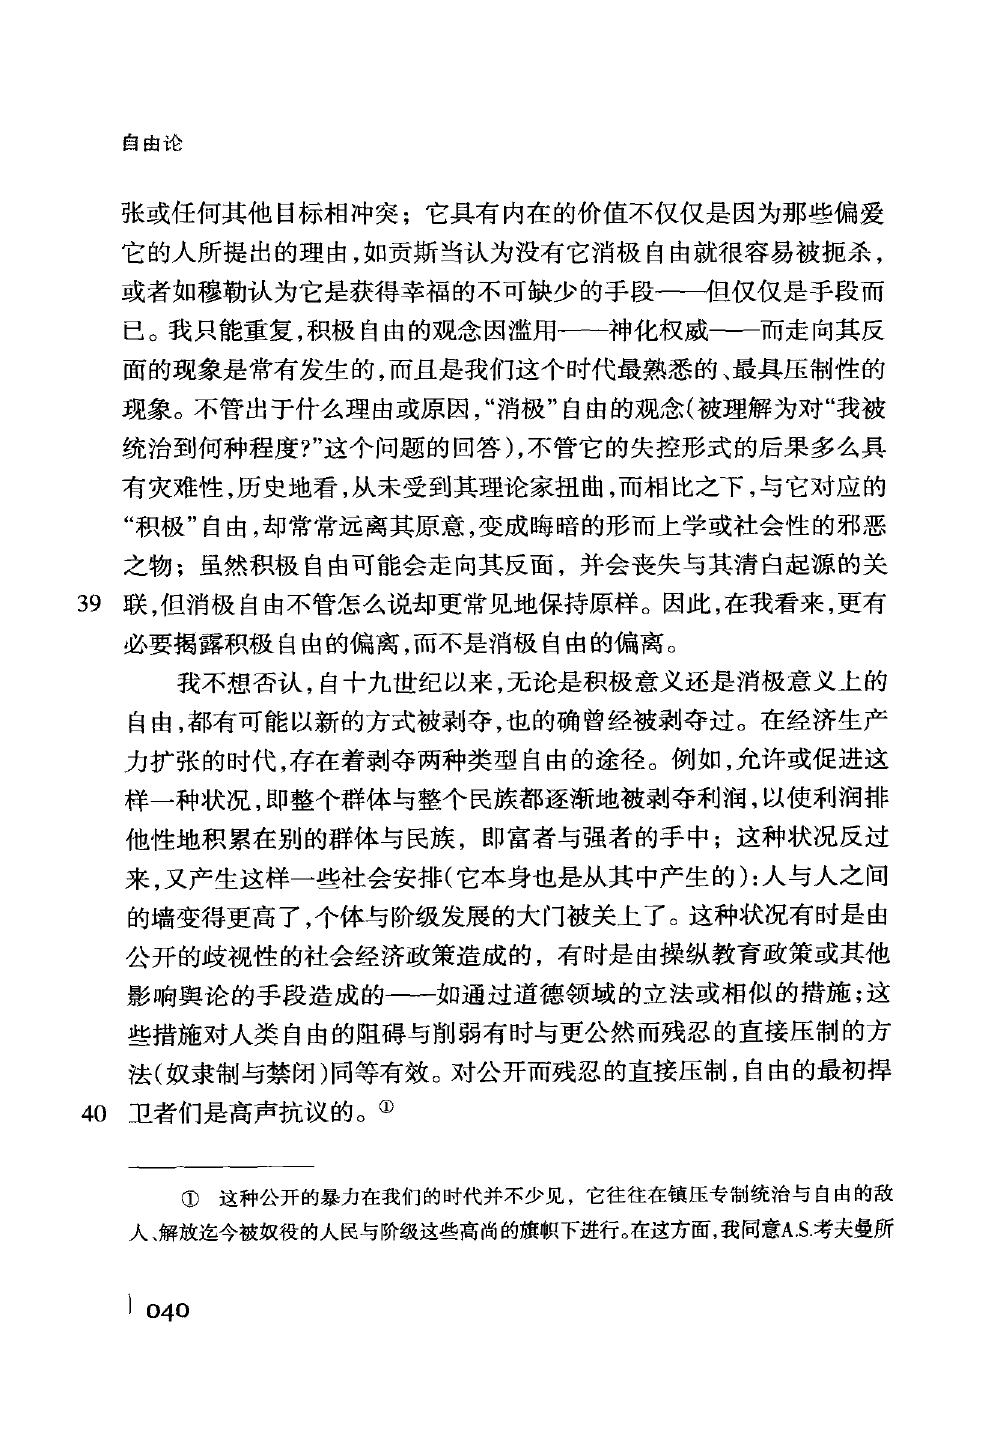 自由论
张或任何其他目标相冲突；它具有内在的价值不仅仅是因为那些偏爱
它的人所提出的理由,如贡斯当认为没有它消极自由就很容易被扼杀,
或者如穆勒认为它是获得幸福的不可缺少的手段——但仅仅是手段而
已。我只能重复,积极自由的观念因滥用——神化权威——而走向其反
面的现象是常有发生的,而且是我们这个时代最熟悉的、最具压制性的
现象。不管出于什么理由或原因,“消极”自由的观念(被理解为对“我被
统治到何种程度?”这个问题的回答),不管它的失控形式的后果多么具
有灾难性,历史地看,从未受到其理论家扭曲,而相比之下,与它对应的
“积极”自由,却常常远离其原意,变成晦暗的形而上学或社会性的邪恶
之物；虽然积极自由可能会走向其反面，并会丧失与其清白起源的关
39 联,但消极自由不管怎么说却更常见地保持原样。因此,在我看来,更有
必要揭露积极自由的偏离,而不是消极自由的偏离。
我不想否认,自十九世纪以来,无论是积极意义还是消极意义上的
自由,都有可能以新的方式被剥夺,也的确曾经被剥夺过。在经济生产
力扩张的时代,存在着剥夺两种类型自由的途径。例如,允许或促进这
样一种状况,即整个群体与整个民族都逐渐地被剥夺利润,以使利润排
他性地积累在别的群体与民族，即富者与强者的手中；这种状况反过
来,又产生这样一些社会安排(它本身也是从其中产生的):人与人之间
的墙变得更高了,个体与阶级发展的大门被关上了。这种状况有时是由
公开的歧视性的社会经济政策造成的，有时是由操纵教育政策或其他
影响舆论的手段造成的——如通过道德领域的立法或相似的措施;这
些措施对人类自由的阻碍与削弱有时与更公然而残忍的直接压制的方
法(奴隶制与禁闭)同等有效。对公开而残忍的直接压制,自由的最初捍
40 卫者们是高声抗议的。①
① 这种公开的暴力在我们的时代并不少见，它往往在镇压专制统治与自由的敌
人、解放迄今被奴役的人民与阶级这些高尚的旗帜下进行。在这方面,我同意A.S.考夫曼所
040